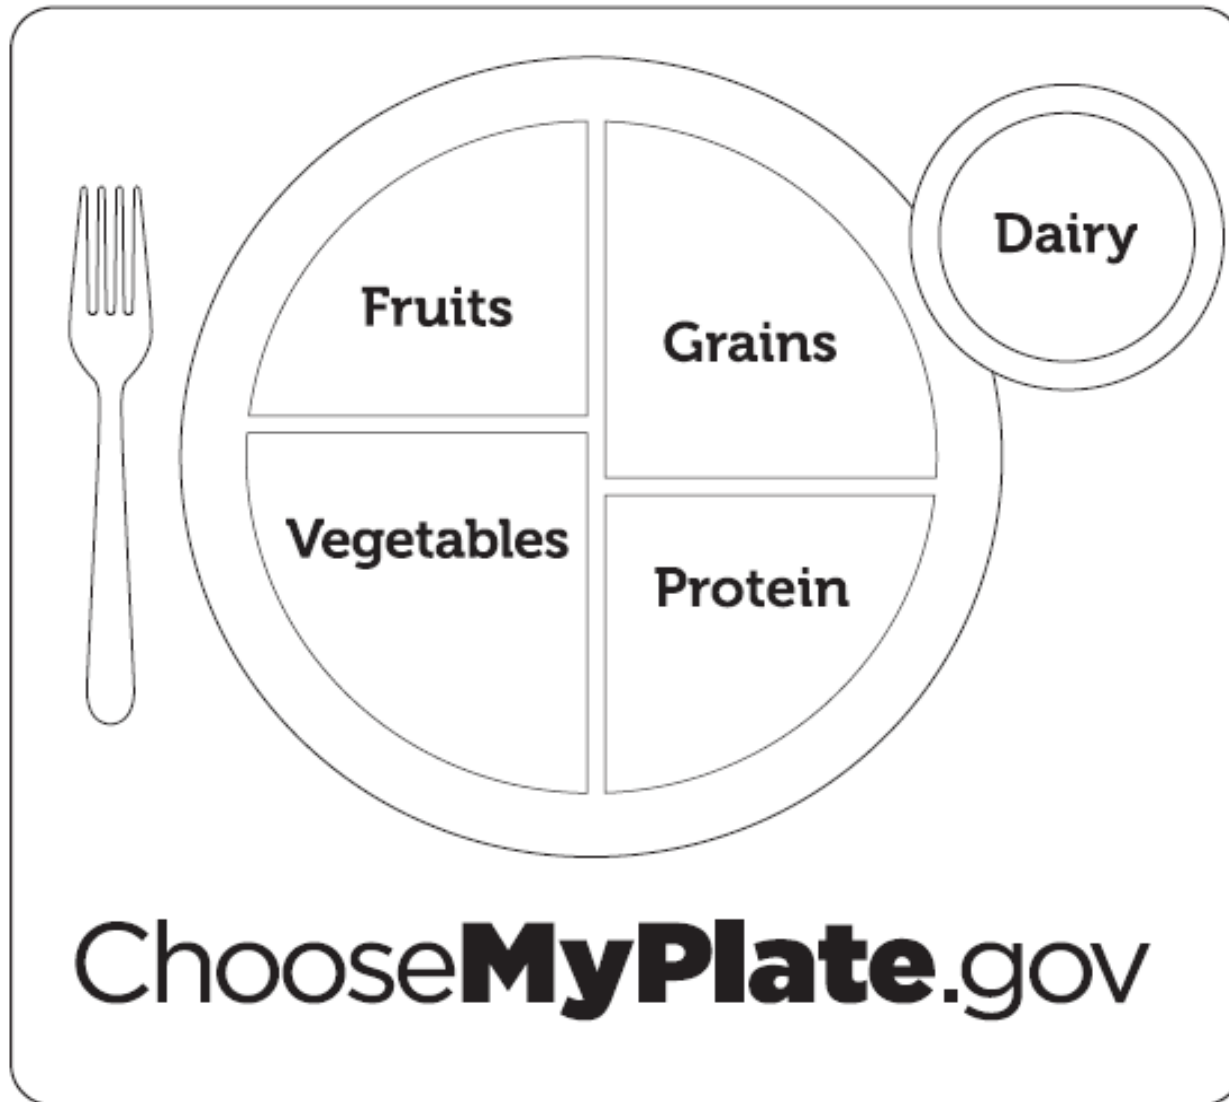 Dairy
Fruits
Grains
Vegetables
Protein
ChooseMyPlate.gov